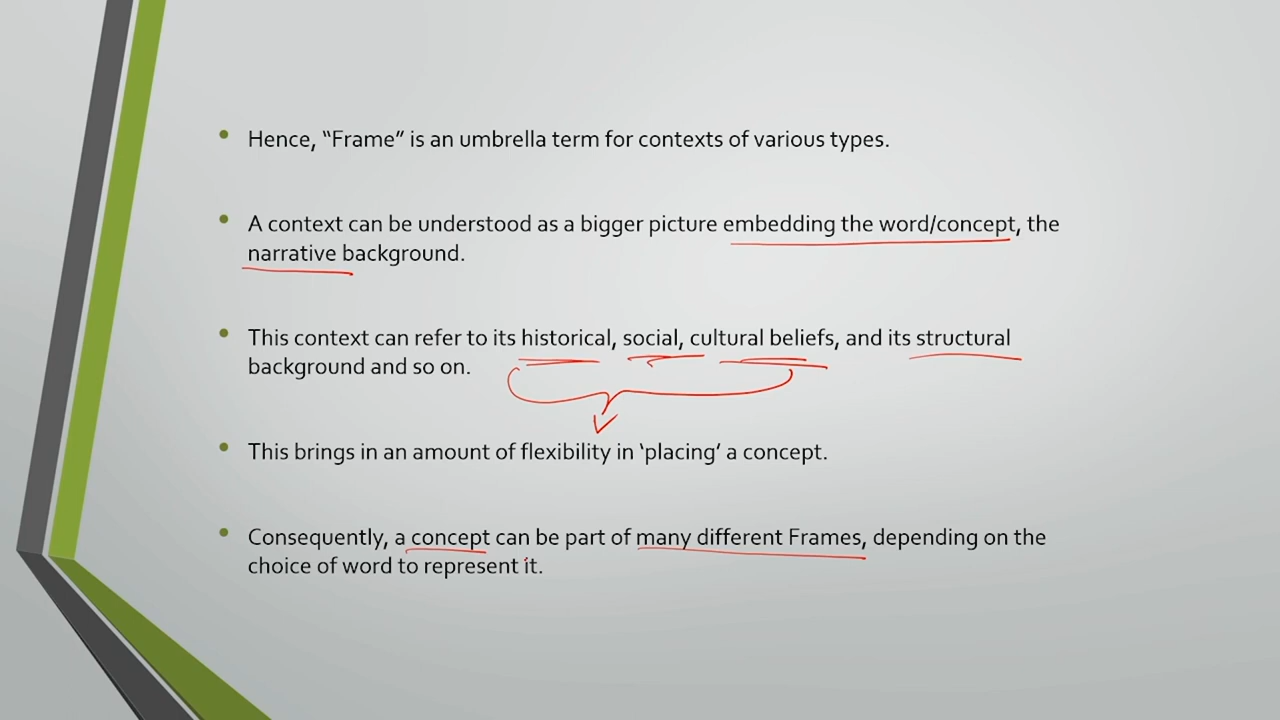 Hence, “Frame” is an umbrella term for contexts of various types.
A context can be understood as a bigger picture embedding the word/concept, the
narrative background.
This context can refer to its historical, social, cultural beliefs, and its structural
background and so on.
This brings in an amount of flexibility in ‘placing’ a concept.
Consequently, a concept can be part of many different Frames, depending on the
choice of word to represent it.